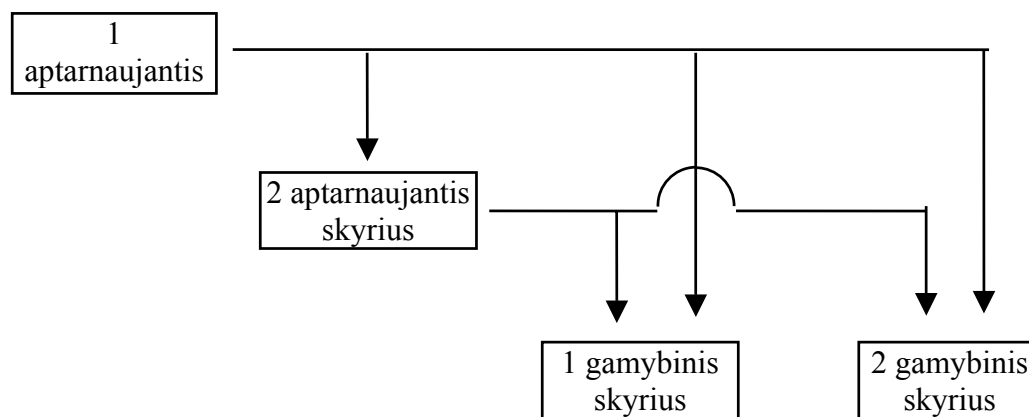 1
aptarnaujantis
2 aptarnaujantis
skyrius
1 gamybinis
skyrius
2 gamybinis
skyrius